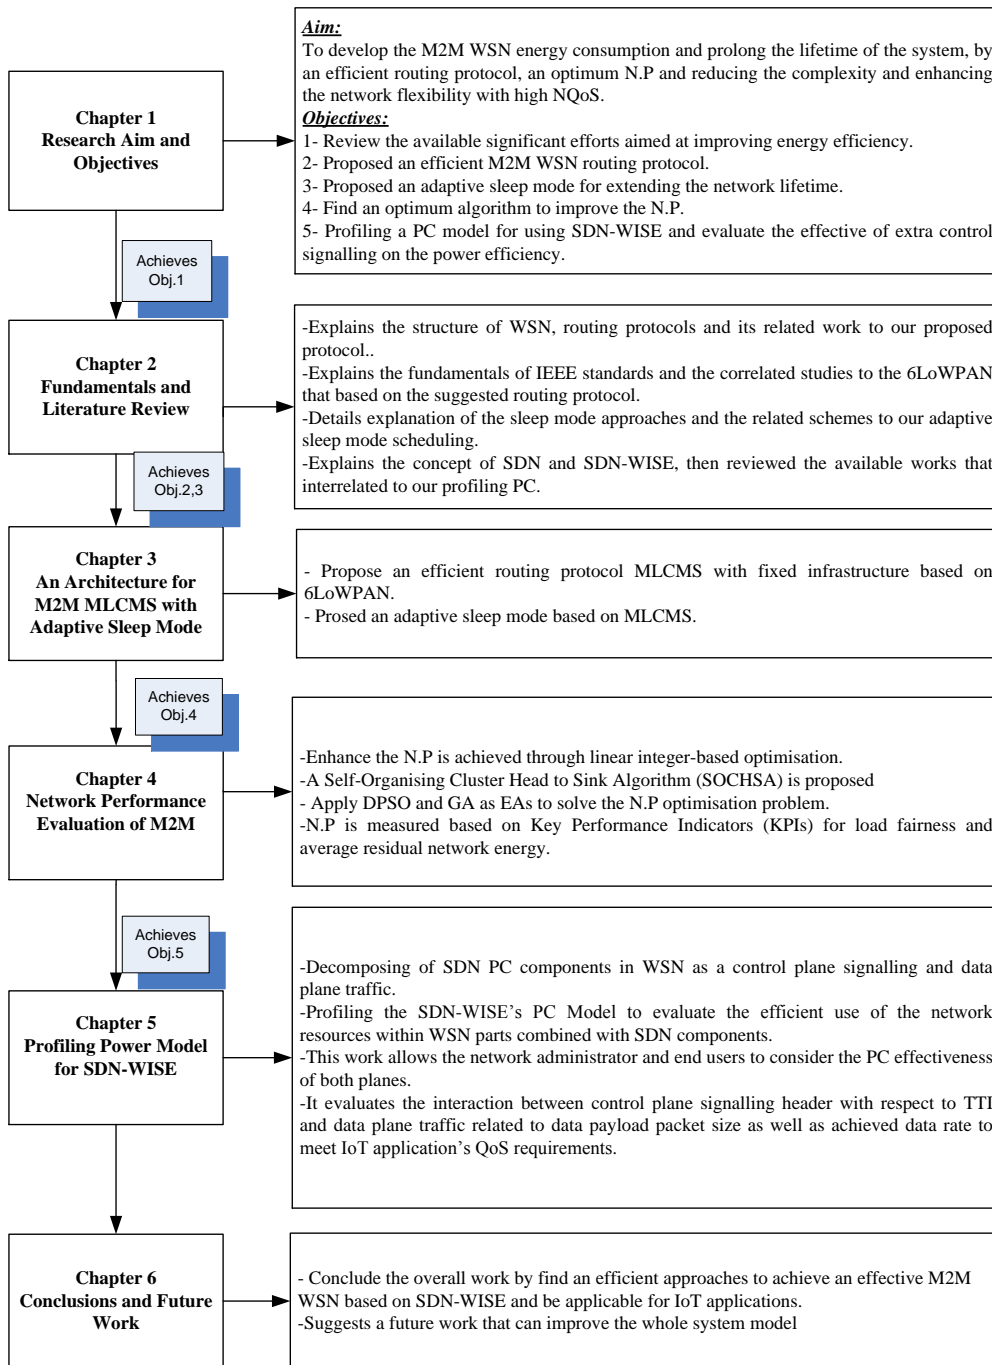 Aim:
To develop the M2M WSN energy consumption and prolong the lifetime of the system, by
an efficient routing protocol, an optimum N.P and reducing the complexity and enhancing
the network flexibility with high NQoS.
Objectives:
1- Review the available significant efforts aimed at improving energy efficiency.
2- Proposed an efficient M2M WSN routing protocol.
3- Proposed an adaptive sleep mode for extending the network lifetime.
4- Find an optimum algorithm to improve the N.P.
5- Profiling a PC model for using SDN-WISE and evaluate the effective of extra control
signalling on the power efficiency.
Chapter 1
Research Aim and
Objectives
Achieves
Obj.1
Chapter 2
Fundamentals and
Literature Review
-Explains the structure of WSN, routing protocols and its related work to our proposed
protocol..
-Explains the fundamentals of IEEE standards and the correlated studies to the 6LoWPAN
that based on the suggested routing protocol.
-Details explanation of the sleep mode approaches and the related schemes to our adaptive
sleep mode scheduling.
-Explains the concept of SDN and SDN-WISE, then reviewed the available works that
interrelated to our profiling PC.
Achieves
Obj.2,3
Chapter 3
An Architecture for
M2M MLCMS with
Adaptive Sleep Mode
- Propose an efficient routing protocol MLCMS with fixed infrastructure based on
6LoWPAN.
- Prosed an adaptive sleep mode based on MLCMS.
Achieves
Obj.4
Chapter 4
Network Performance
Evaluation of M2M
-Enhance the N.P is achieved through linear integer-based optimisation.
-A Self-Organising Cluster Head to Sink Algorithm (SOCHSA) is proposed
- Apply DPSO and GA as EAs to solve the N.P optimisation problem.
-N.P is measured based on Key Performance Indicators (KPIs) for load fairness and
average residual network energy.
Achieves
Obj.5
Chapter 5
Profiling Power Model
for SDN-WISE
-Decomposing of SDN PC components in WSN as a control plane signalling and data
plane traffic.
-Profiling the SDN-WISE's PC Model to evaluate the efficient use of the network
resources within WSN parts combined with SDN components.
-This work allows the network administrator and end users to consider the PC effectiveness
of both planes.
-It evaluates the interaction between control plane signalling header with respect to TTI
and data plane traffic related to data payload packet size as well as achieved data rate to
meet IoT application's QoS requirements.
Chapter 6
Conclusions and Future
Work
- Conclude the overall work by find an efficient approaches to achieve an effective M2M
WSN based on SDN-WISE and be applicable for IoT applications.
-Suggests a future work that can improve the whole system model